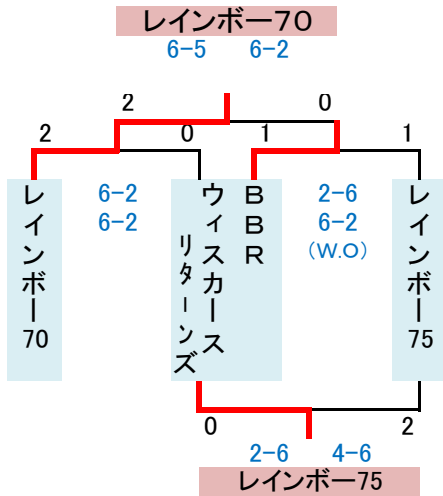 レインボー70
6-5 6-2
2 0
2 0 1 1
レインボー70
6-2
6-2
ウィスカース
リターンズ
BBR
2-6
6-2
(W.O)
レインボー75
0 2
2-6 4-6
レインボー75